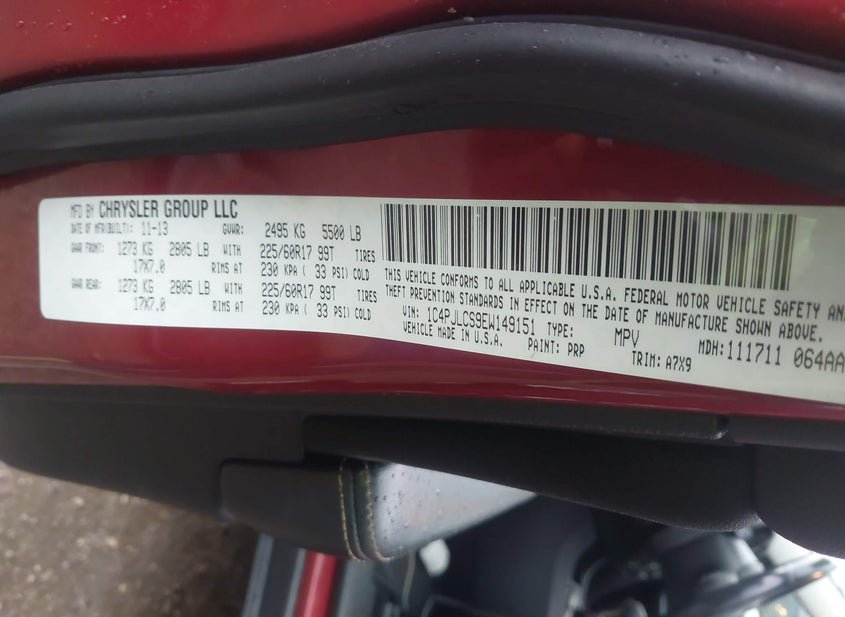 MFD BY CHRYSLER GROUP LLC
DATE OF MFR(BUILT): 11-13 GVWR: 2495 KG 5500 LB
GAWR FRONT: 1273 KG 2805 LB WITH 225/60R17 99T TIRES
17X7.0 RIMS AT 230 KPA ( 33 PSI) COLD
GAWR REAR: 1273 KG 2805 LB WITH 225/60R17 99T TIRES
17X7.0 RIMS AT 230 KPA ( 33 PSI) COLD
THIS VEHICLE CONFORMS TO ALL APPLICABLE U.S.A. FEDERAL MOTOR VEHICLE SAFETY AND
THEFT PREVENTION STANDARDS IN EFFECT ON THE DATE OF MANUFACTURE SHOWN ABOVE.
VIN: 1C4PJLCS9EW149151 TYPE: MPV MDH: 111711 064AA
VEHICLE MADE IN U.S.A. PAINT: PRP TRIM: A7X9